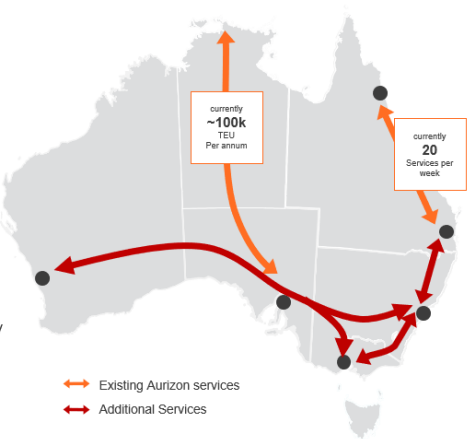 currently
~100k
TEU
Per annum
currently
20
Services per
week
Existing Aurizon services
Additional Services